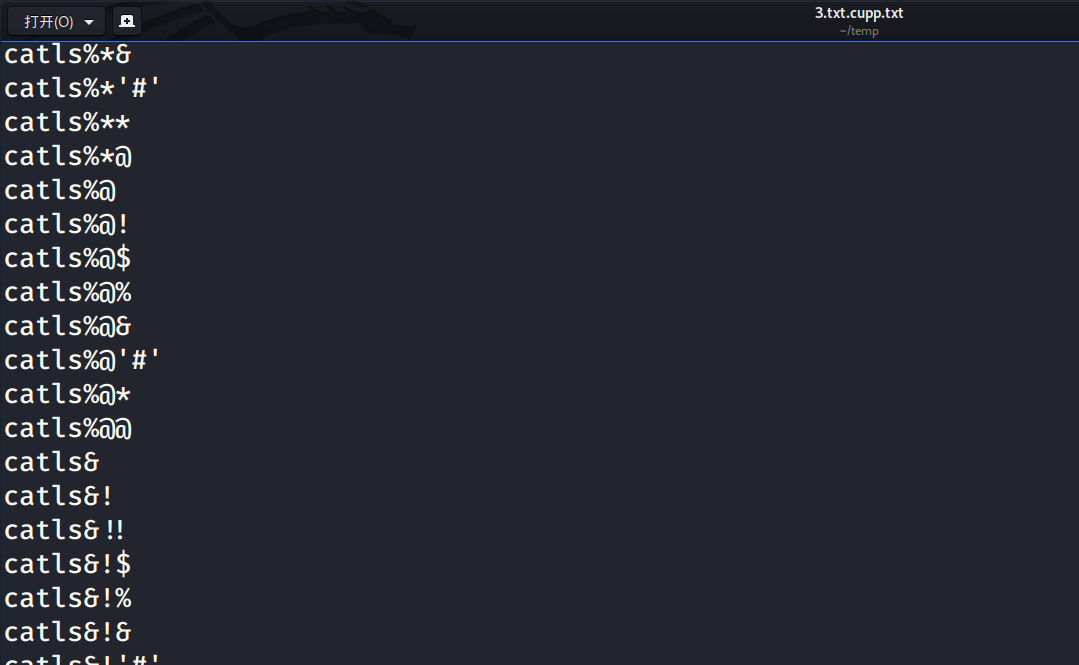 打开(O)
3.txt.cupp.txt
~/temp
catls%*&
catls%*'#'
catls%**
catls%*@
catls%@
catls%@!
catls%@$
catls%@%
catls%@&
catls%@'#'
catls%@*
catls%@@
catls&
catls&!
catls&!!
catls&!$
catls&!%
catls&!&
catls&!'#'